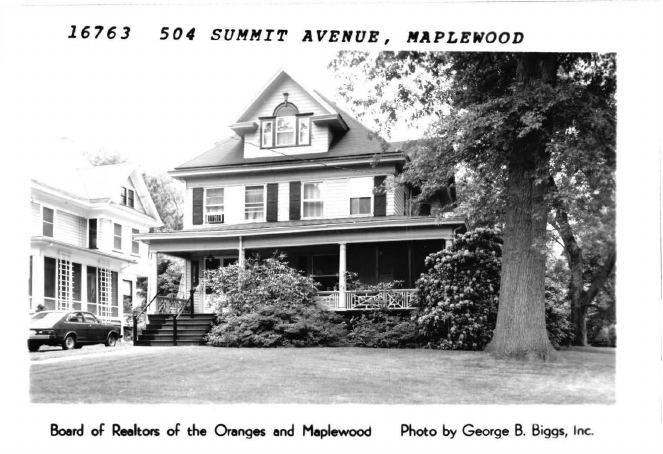 16763 504 SUMMIT AVENUE, MAPLEWOOD
Board of Realtors of the Oranges and Maplewood Photo by George B. Biggs, Inc.